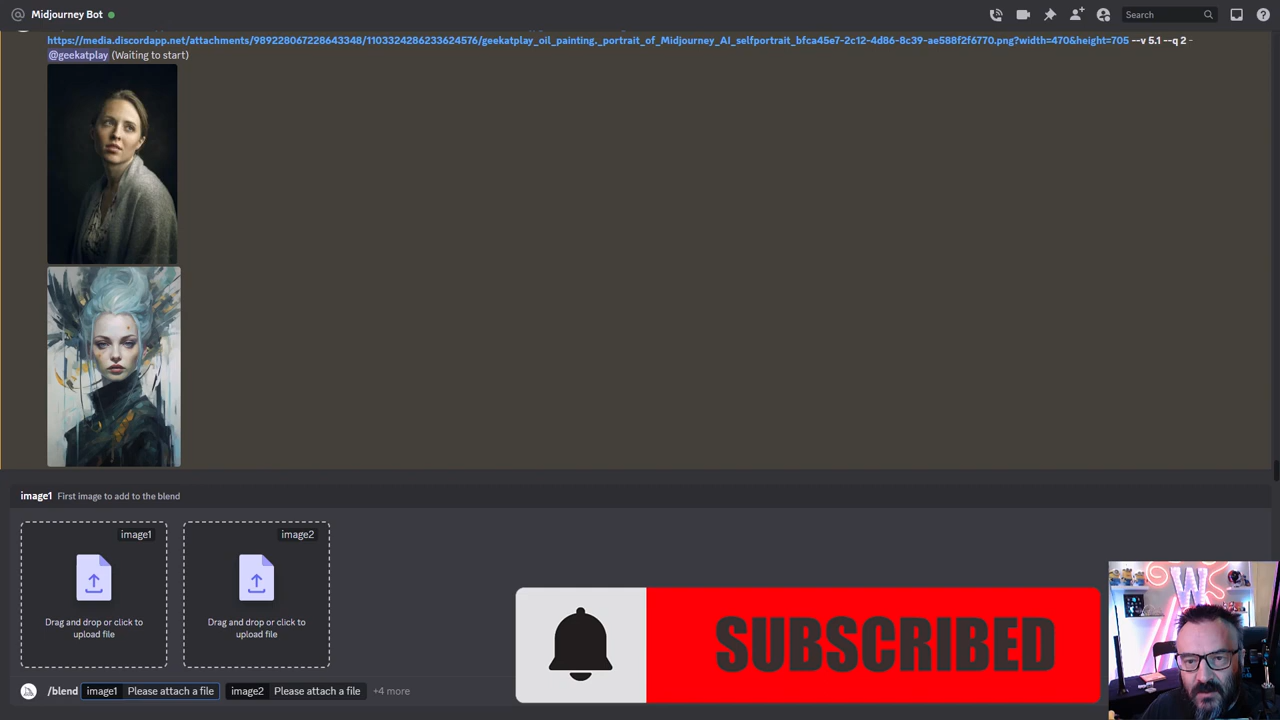 Midjourney Bot
Search
https://media.discordapp.net/attachments/989228067228643348/1103324286233624576/geekatplay_oil_painting._portrait_of_Midjourney_AI_selfportrait_bfca45e7-2c12-4d86-8c39-ae588f2f6770.png?width=470&height=705 --v 5.1 --q 2 -
@geekatplay (Waiting to start)
image1 First image to add to the blend
image1
image2
Drag and drop or click to
upload file
Drag and drop or click to
upload file
SUBSCRIBED
/blend image1 Please attach a file image2 Please attach a file +4 more
W